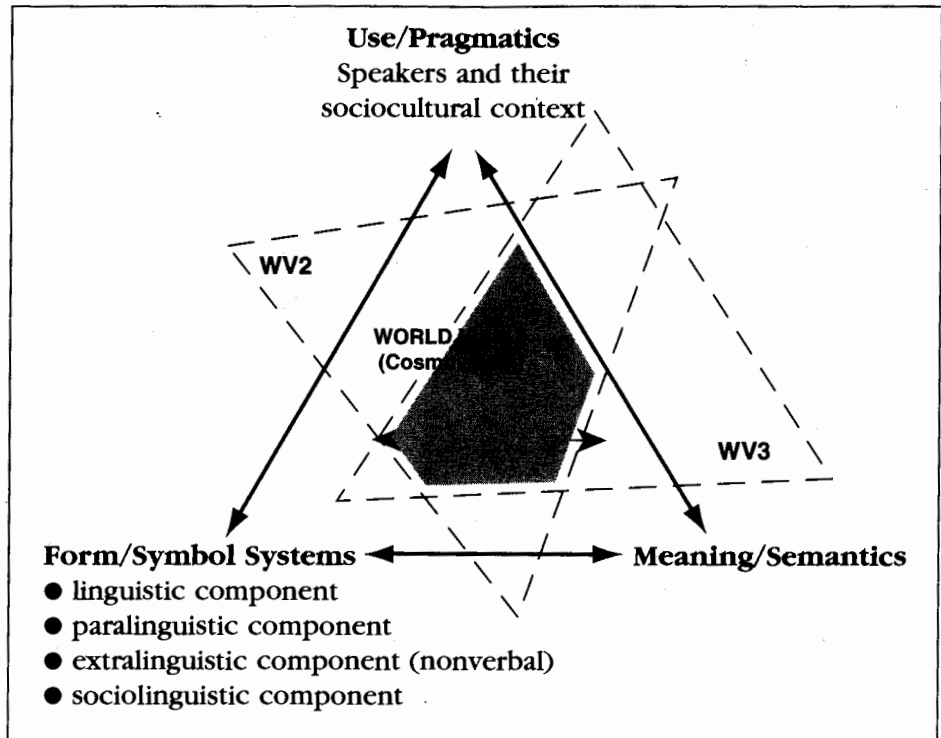 Use/Pragmatics
Speakers and their
sociocultural context
WV2
WORLD
(Cosm
WV3
Form/Symbol Systems
Meaning/Semantics
● linguistic component
● paralinguistic component
● extralinguistic component (nonverbal)
● sociolinguistic component